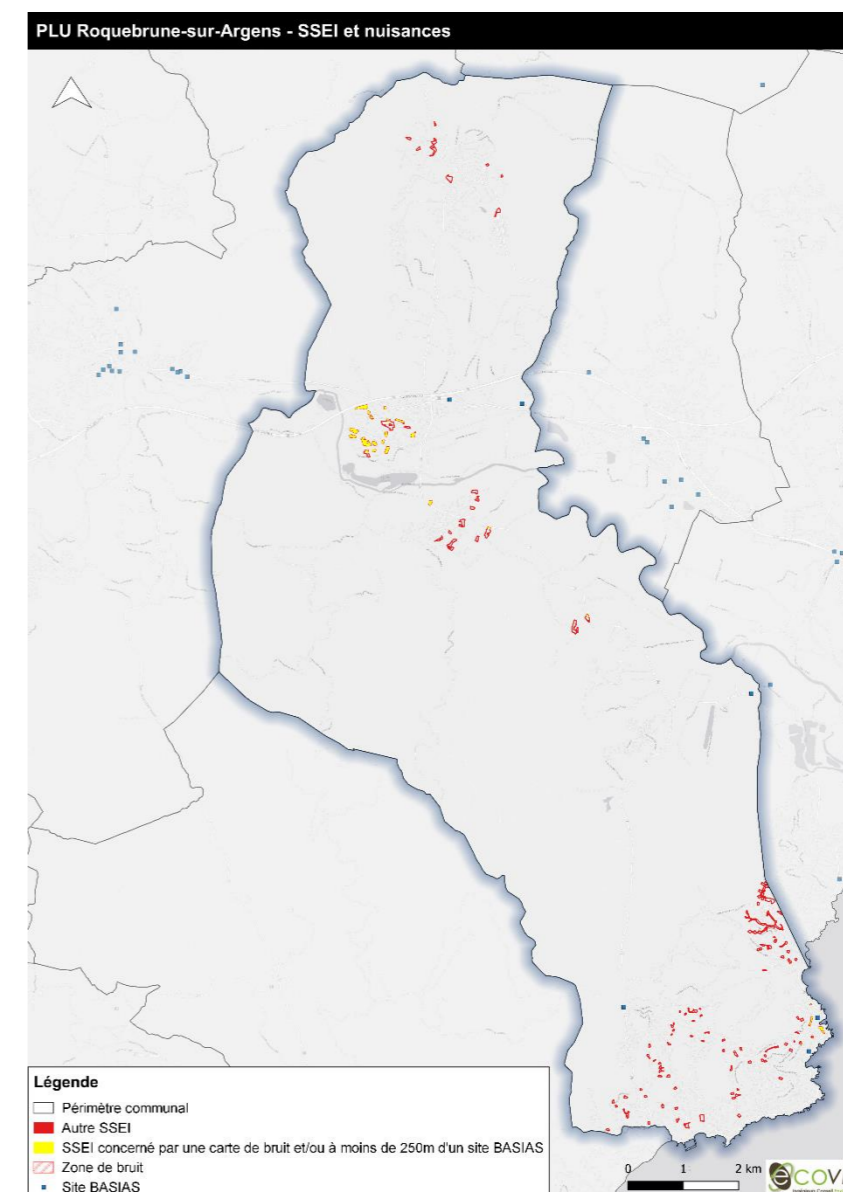 PLU Roquebrune-sur-Argens - SSEI et nuisances
Légende
Périmètre communal
Autre SSEI
SSEI concerné par une carte de bruit et/ou à moins de 250m d'un site BASIAS
Zone de bruit
Site BASIAS
0 1 2 km